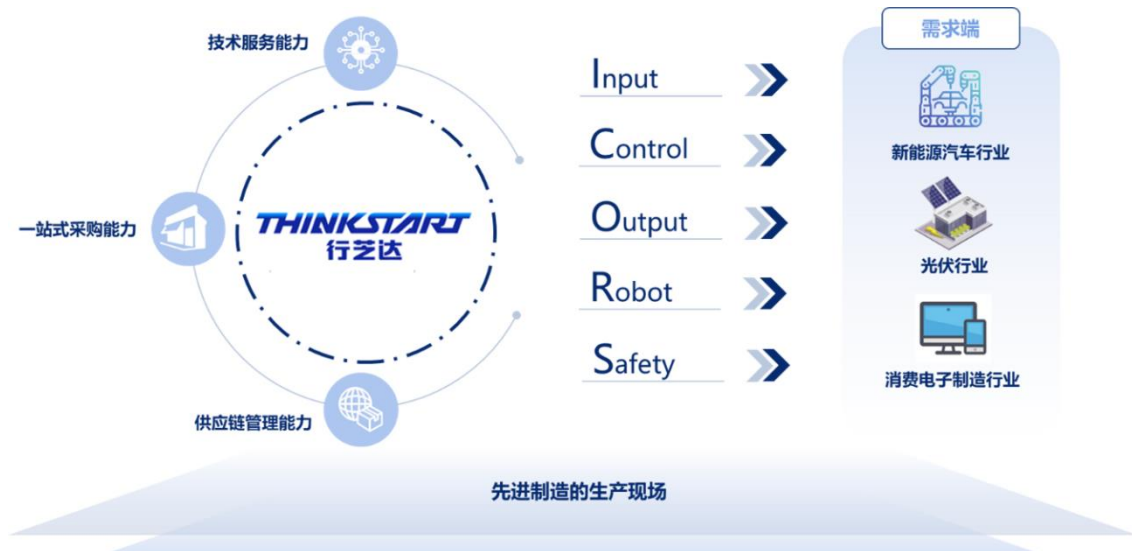 技术服务能力
一站式采购能力
供应链管理能力
THINKSTART
行芝达
Input
Control
Output
Robot
Safety
需求端
新能源汽车行业
光伏行业
消费电子制造行业
先进制造的生产现场